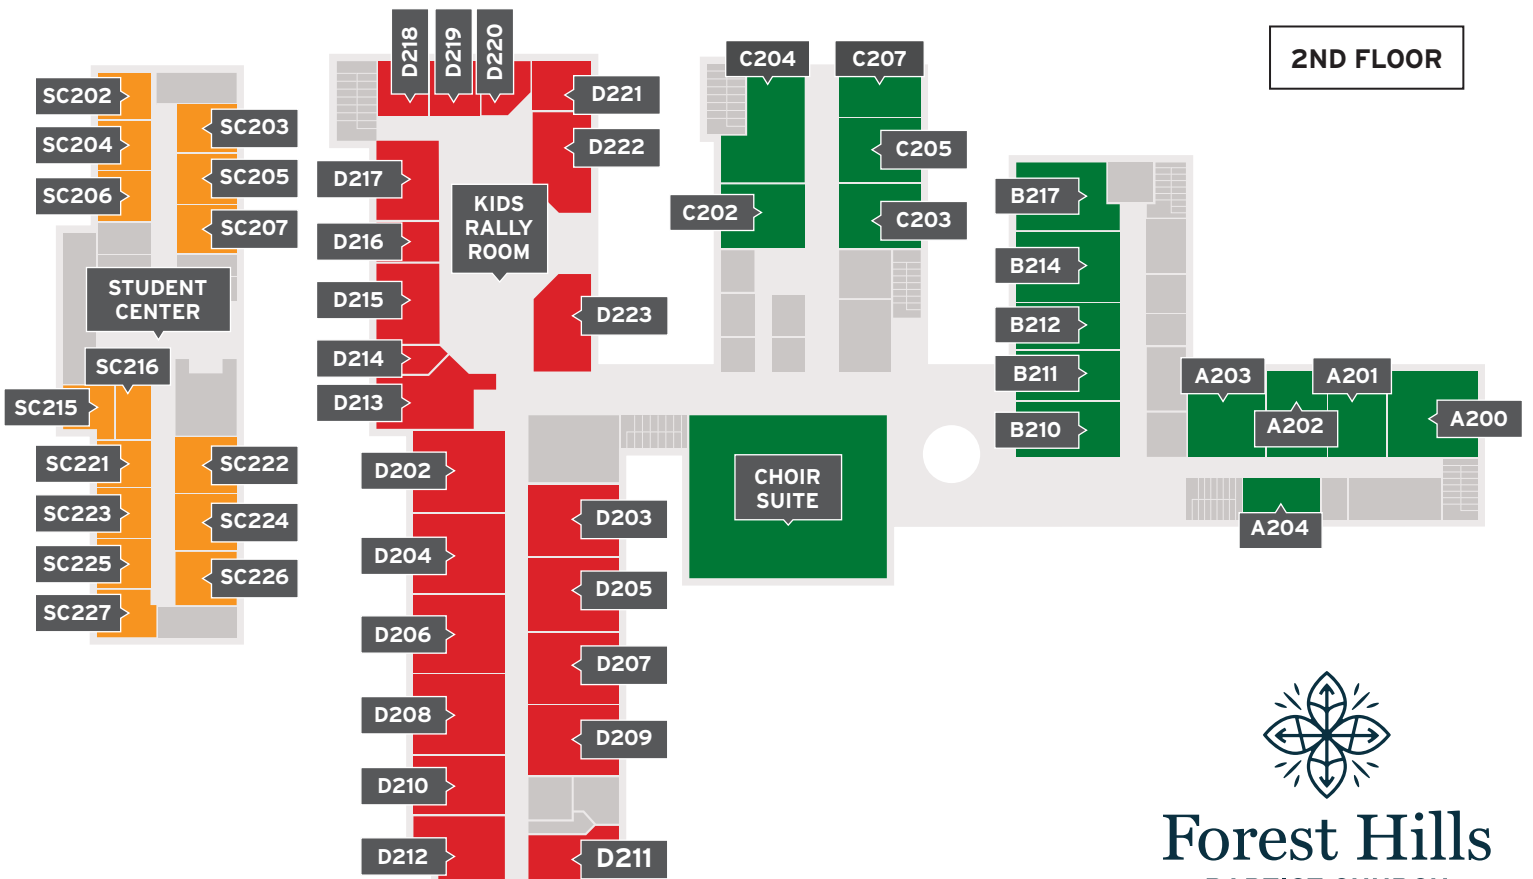 2ND FLOOR
SC202
SC203
SC204
SC205
SC206
SC207
STUDENT
CENTER
SC216
SC215
SC221
SC222
SC223
SC224
SC225
SC226
SC227
D218
D219
D220
D221
D222
D217
KIDS
RALLY
ROOM
D216
D215
D223
D214
D213
D202
D203
D204
D205
D206
D207
D208
D209
D210
D212
D211
C204
C207
C205
C202
C203
CHOIR
SUITE
B217
B214
B212
B211
B210
A203
A201
A202
A200
A204
Forest Hills
BAPTIST CHURCH